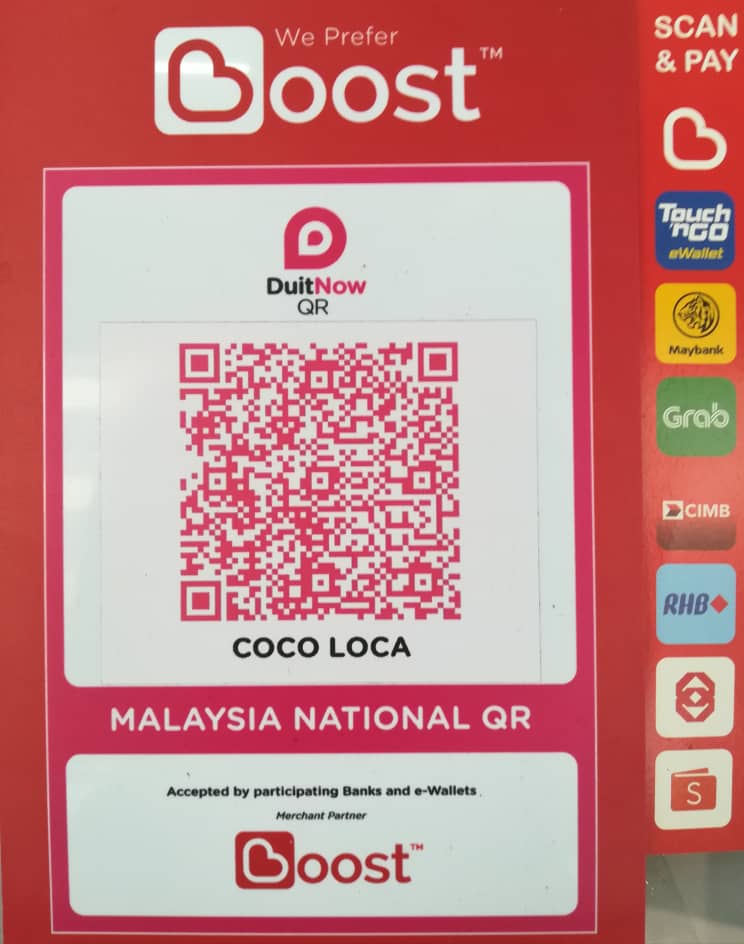 We Prefer
Boost™
DuitNow
QR
COCO LOCA
MALAYSIA NATIONAL QR
Accepted by participating Banks and e-Wallets
Merchant Partner
Boost™
SCAN
& PAY
Touch
'nGO
eWallet
Maybank
Grab
CIMB
RHB
S